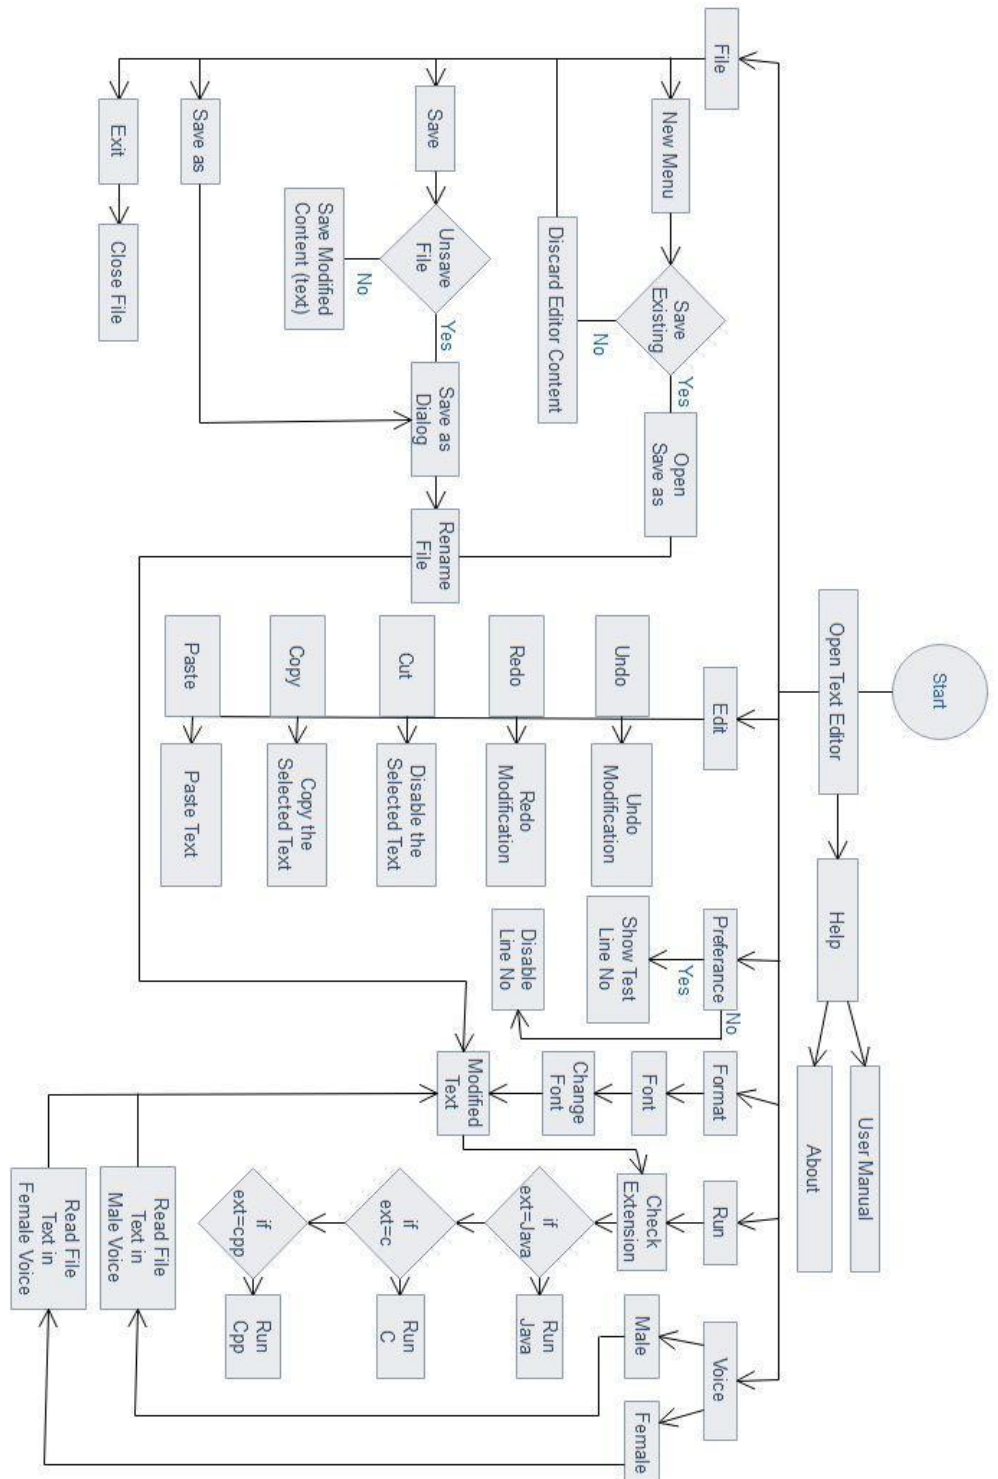 Start
Open Text Editor
Help
User Manual
About
File
Edit
Preferance
Format
Run
Voice
New Menu
Save
Existing
Yes
No
Open
Save as
Discard Editor Content
Save
Unsave
File
Yes
No
Save Modified
Content (text)
Save as
Dialog
Rename
File
Save as
Exit
Close File
Undo
Undo
Modification
Redo
Redo
Modification
Cut
Disable the
Selected Text
Copy
Copy the
Selected Text
Paste
Paste Text
Yes
No
Show Test
Line No
Disable
Line No
Font
Change
Font
Modified
Text
Check
Extension
if
ext=Java
Run
Java
if
ext=c
Run
C
if
ext=cpp
Run
Cpp
Male
Female
Read File
Text in
Male Voice
Read File
Text in
Female Voice